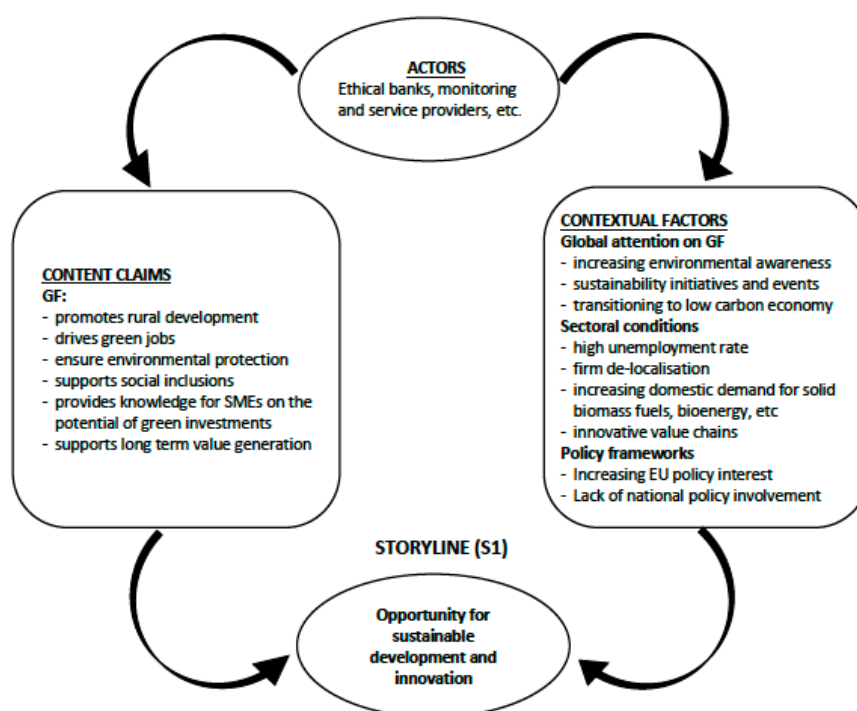 ACTORS
Ethical banks, monitoring
and service providers, etc.
CONTENT CLAIMS
GF:
- promotes rural development
- drives green jobs
- ensure environmental protection
- supports social inclusions
- provides knowledge for SMEs on the
potential of green investments
- supports long term value generation
CONTEXTUAL FACTORS
Global attention on GF
- increasing environmental awareness
- sustainability initiatives and events
- transitioning to low carbon economy
Sectoral conditions
- high unemployment rate
- firm de-localisation
- increasing domestic demand for solid
biomass fuels, bioenergy, etc
- innovative value chains
Policy frameworks
- Increasing EU policy interest
- Lack of national policy involvement
STORYLINE (S1)
Opportunity for
sustainable
development and
innovation